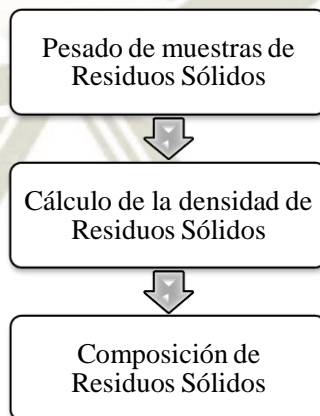 Pesado de muestras de
Residuos Sólidos
Cálculo de la densidad de
Residuos Sólidos
Composición de
Residuos Sólidos